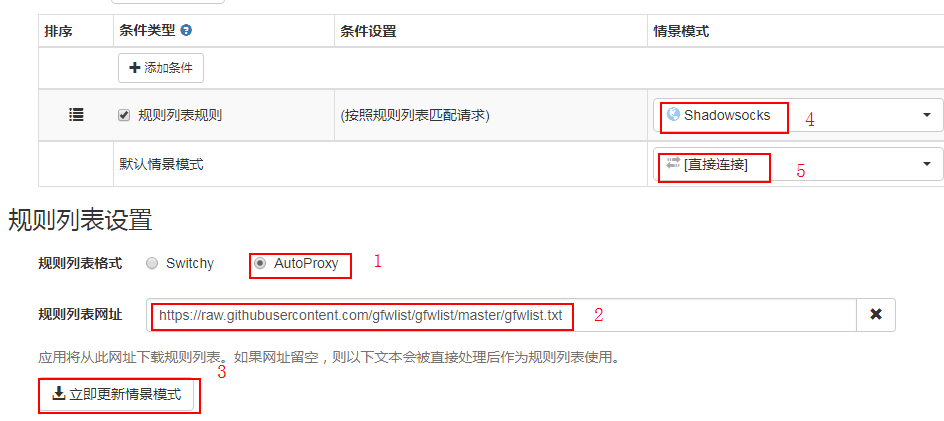 排序 条件类型 条件设置 情景模式
添加条件
规则列表规则 (按照规则列表匹配请求) Shadowsocks 4
默认情景模式 [直接连接] 5
规则列表设置
规则列表格式 Switchy AutoProxy 1
规则列表网址 https://raw.githubusercontent.com/gfwlist/gfwlist/master/gfwlist.txt 2
应用将从此网址下载规则列表。如果网址留空，则以下文本会被直接处理后作为规则列表使用。
3
立即更新情景模式